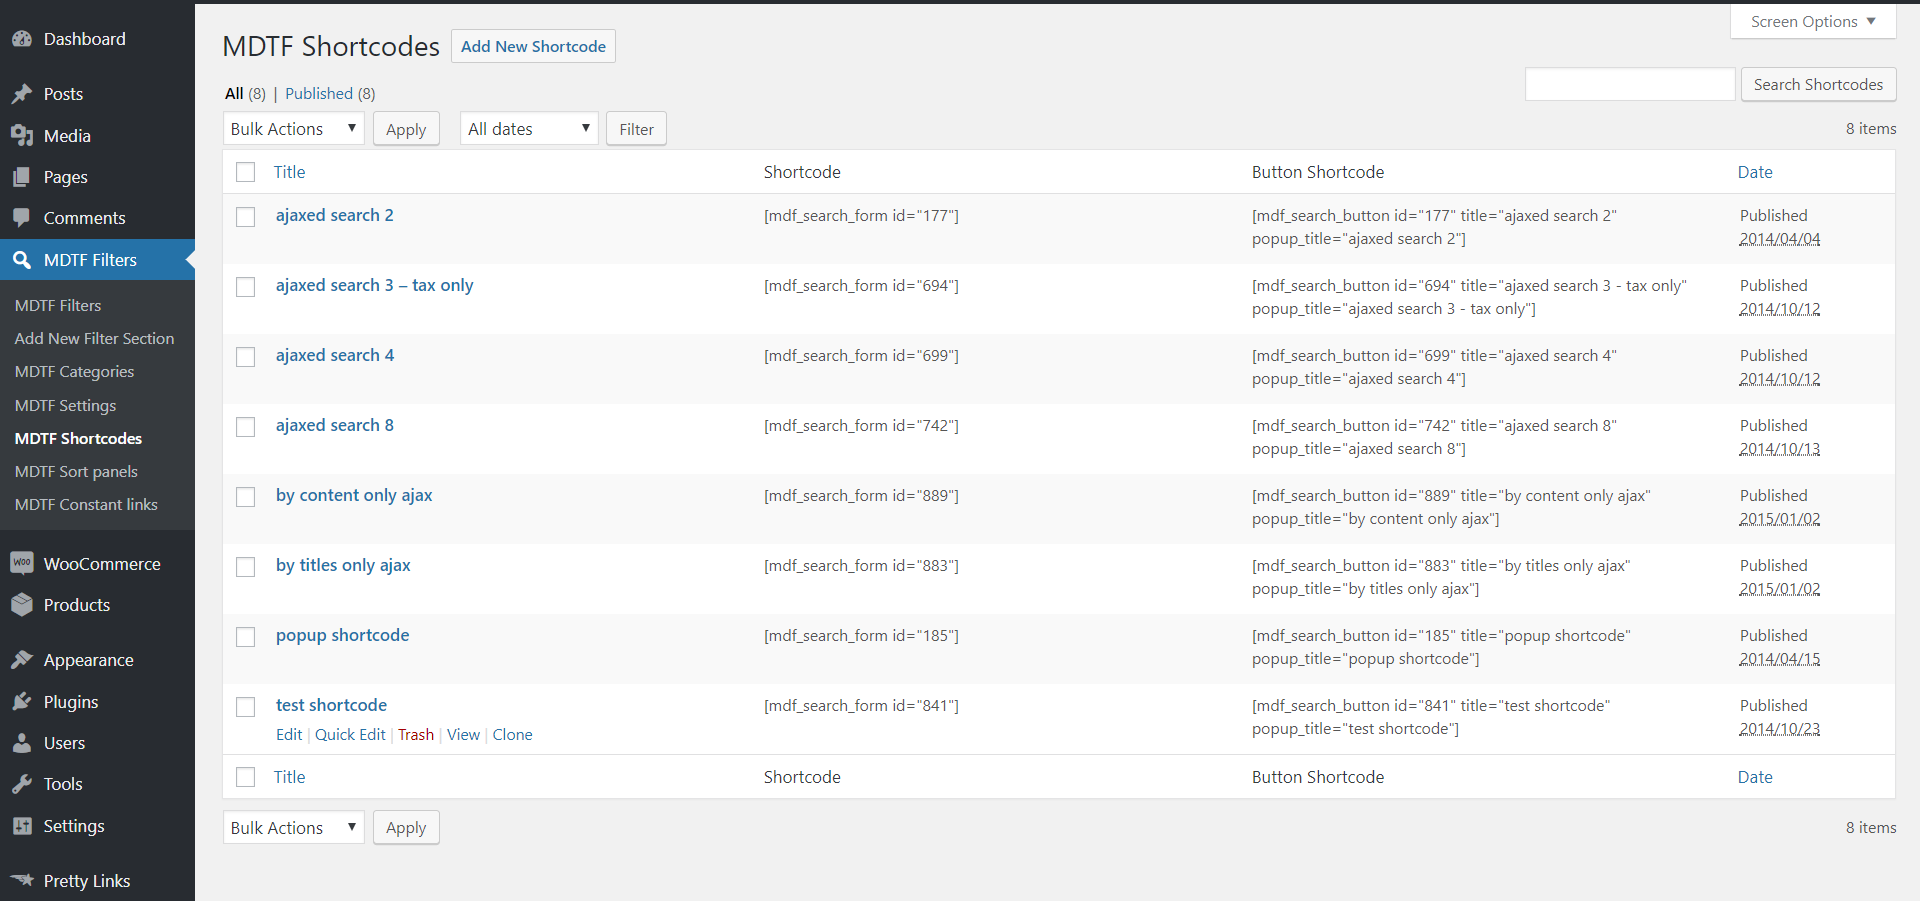 Dashboard
Posts
Media
Pages
Comments
MDTF Filters
MDTF Filters
Add New Filter Section
MDTF Categories
MDTF Settings
MDTF Shortcodes
MDTF Sort panels
MDTF Constant links
WOO WooCommerce
Products
Appearance
Plugins
Users
Tools
Settings
Pretty Links
Screen Options ▼
MDTF Shortcodes Add New Shortcode
All (8) | Published (8)
Search Shortcodes
Bulk Actions ▼ Apply All dates ▼ Filter 8 items
Title Shortcode Button Shortcode Date
ajaxed search 2 [mdf_search_form id="177"] [mdf_search_button id="177" title="ajaxed search 2" Published
popup_title="ajaxed search 2"] 2014/04/04
ajaxed search 3 – tax only [mdf_search_form id="694"] [mdf_search_button id="694" title="ajaxed search 3 - tax only" Published
popup_title="ajaxed search 3 - tax only"] 2014/10/12
ajaxed search 4 [mdf_search_form id="699"] [mdf_search_button id="699" title="ajaxed search 4" Published
popup_title="ajaxed search 4"] 2014/10/12
ajaxed search 8 [mdf_search_form id="742"] [mdf_search_button id="742" title="ajaxed search 8" Published
popup_title="ajaxed search 8"] 2014/10/13
by content only ajax [mdf_search_form id="889"] [mdf_search_button id="889" title="by content only ajax" Published
popup_title="by content only ajax"] 2015/01/02
by titles only ajax [mdf_search_form id="883"] [mdf_search_button id="883" title="by titles only ajax" Published
popup_title="by titles only ajax"] 2015/01/02
popup shortcode [mdf_search_form id="185"] [mdf_search_button id="185" title="popup shortcode" Published
popup_title="popup shortcode"] 2014/04/15
test shortcode [mdf_search_form id="841"] [mdf_search_button id="841" title="test shortcode" Published
Edit | Quick Edit | Trash | View | Clone popup_title="test shortcode"] 2014/10/23
Title Shortcode Button Shortcode Date
Bulk Actions ▼ Apply 8 items